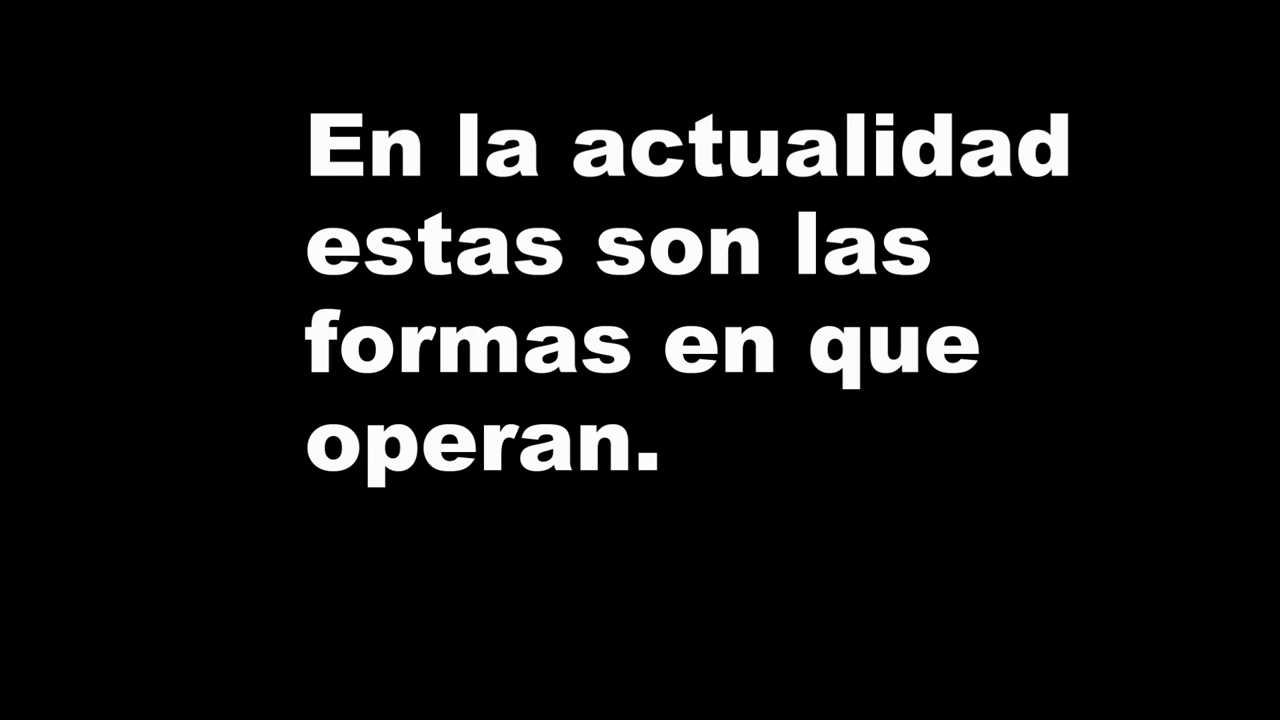 En la actualidad
estas son las
formas en que
operan.